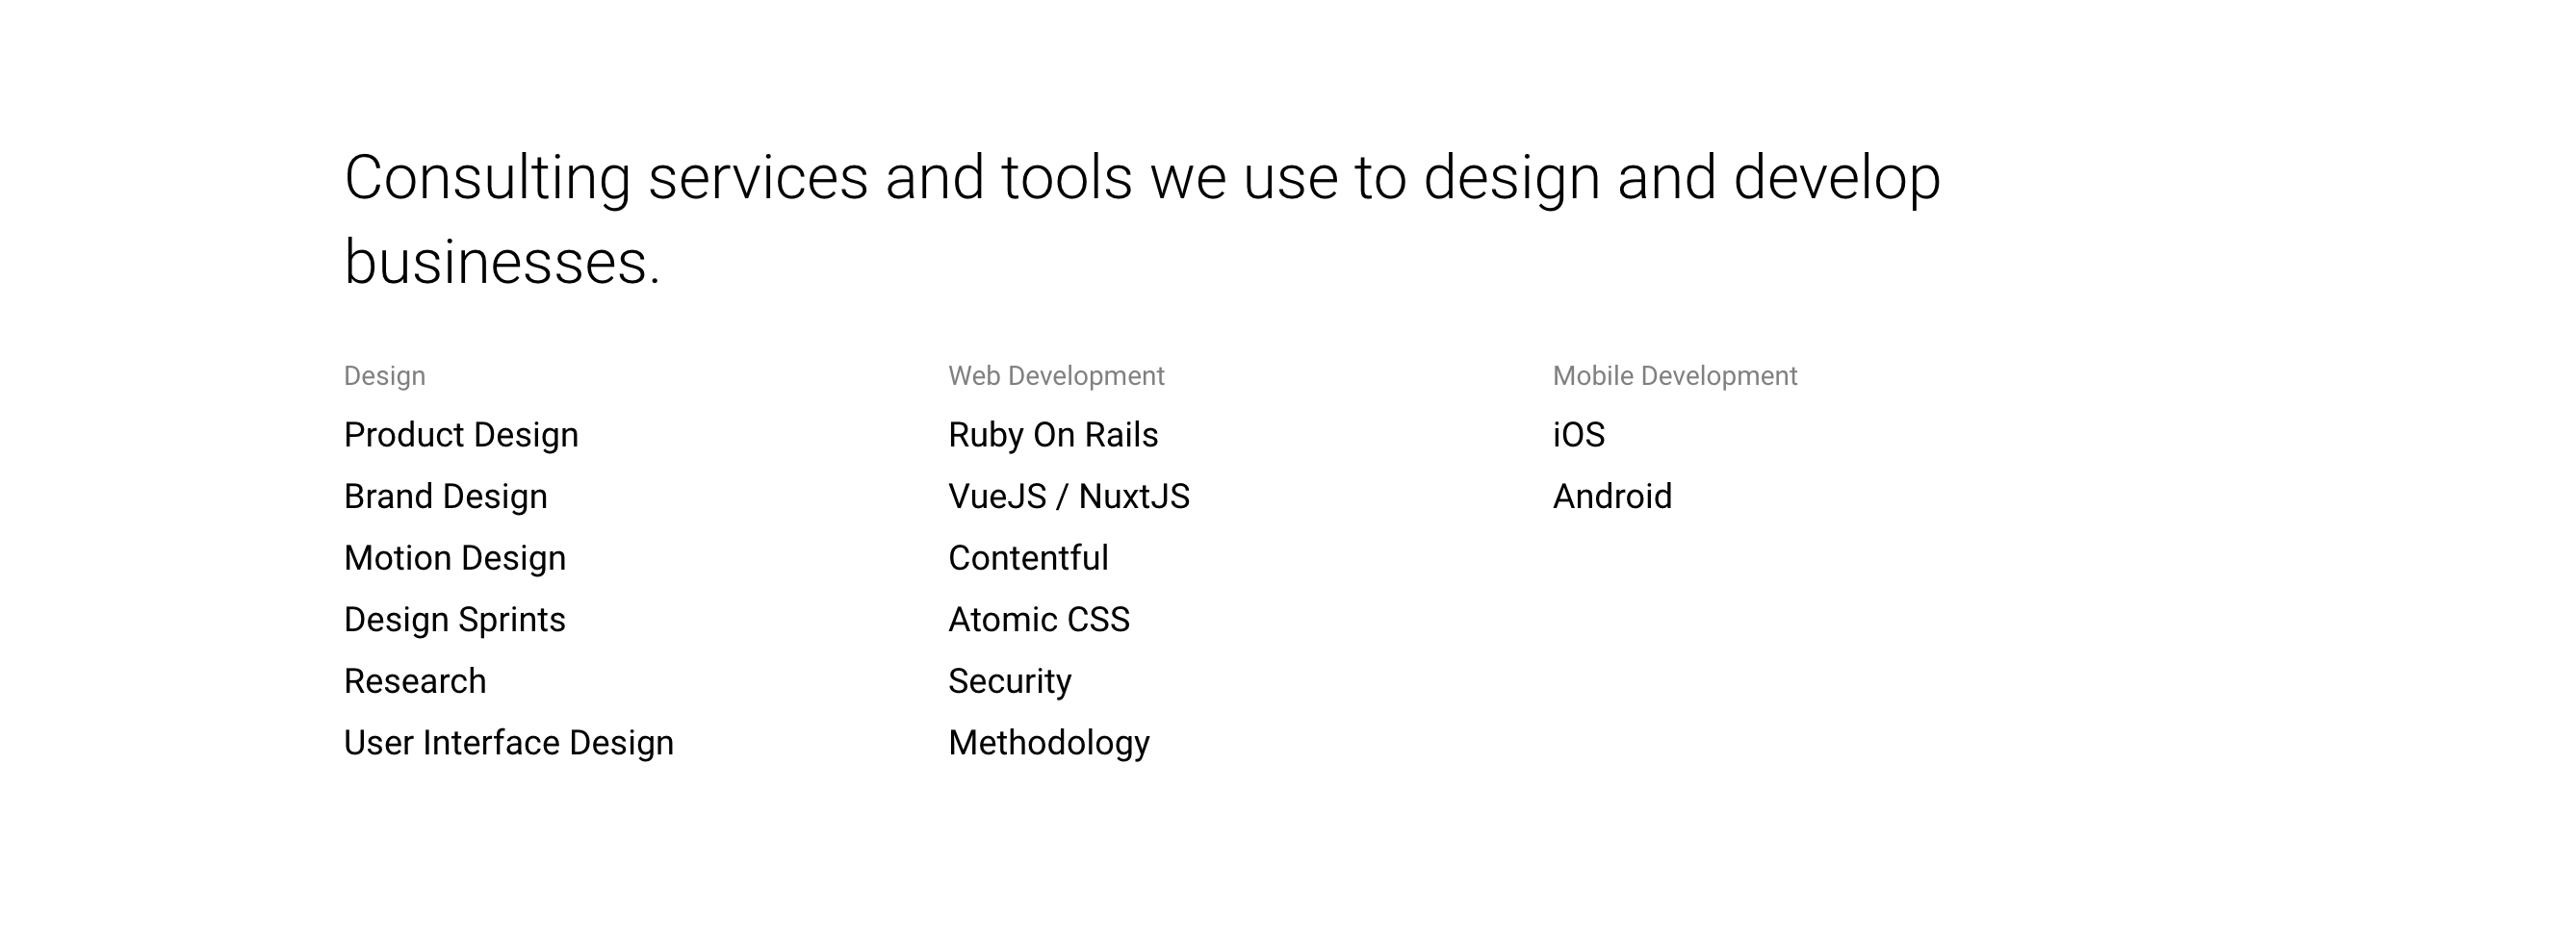 Consulting services and tools we use to design and develop
businesses.
Design
Product Design
Brand Design
Motion Design
Design Sprints
Research
User Interface Design
Web Development
Ruby On Rails
VueJS / NuxtJS
Contentful
Atomic CSS
Security
Methodology
Mobile Development
iOS
Android